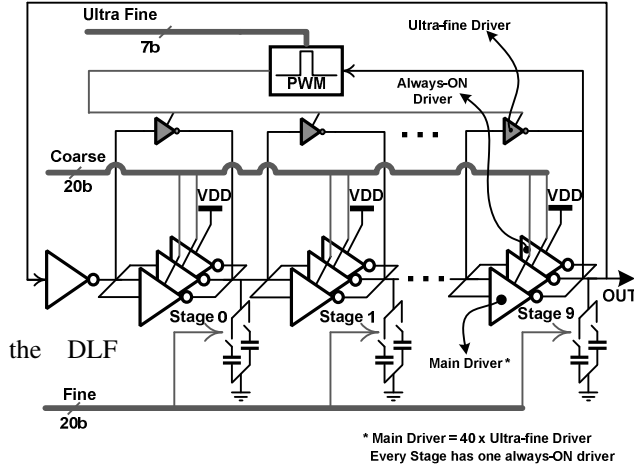 Ultra Fine
7b
Ultra-fine Driver
PWM
Always-ON
Driver
Coarse
20b
VDD
VDD
VDD
OUT
Stage 0
Stage 1
Stage 9
the DLF
Main Driver*
Fine
20b
* Main Driver = 40 x Ultra-fine Driver
Every Stage has one always-ON driver